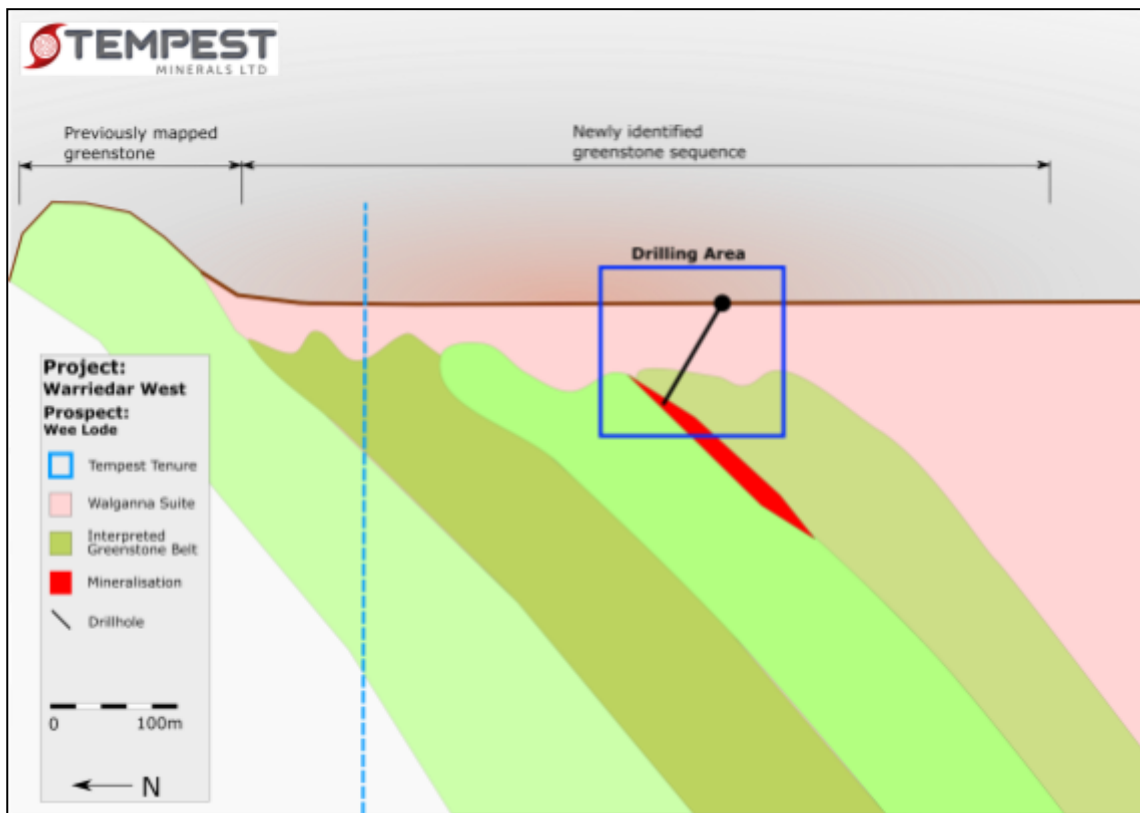 TEMPEST
MINERALS LTD
Previously mapped
greenstone
Newly identified
greenstone sequence
Drilling Area
Project:
Warriedar West
Prospect:
Wee Lode
Tempest Tenure
Walganna Suite
Interpreted
Greenstone Belt
Mineralisation
Drillhole
0 100m
N